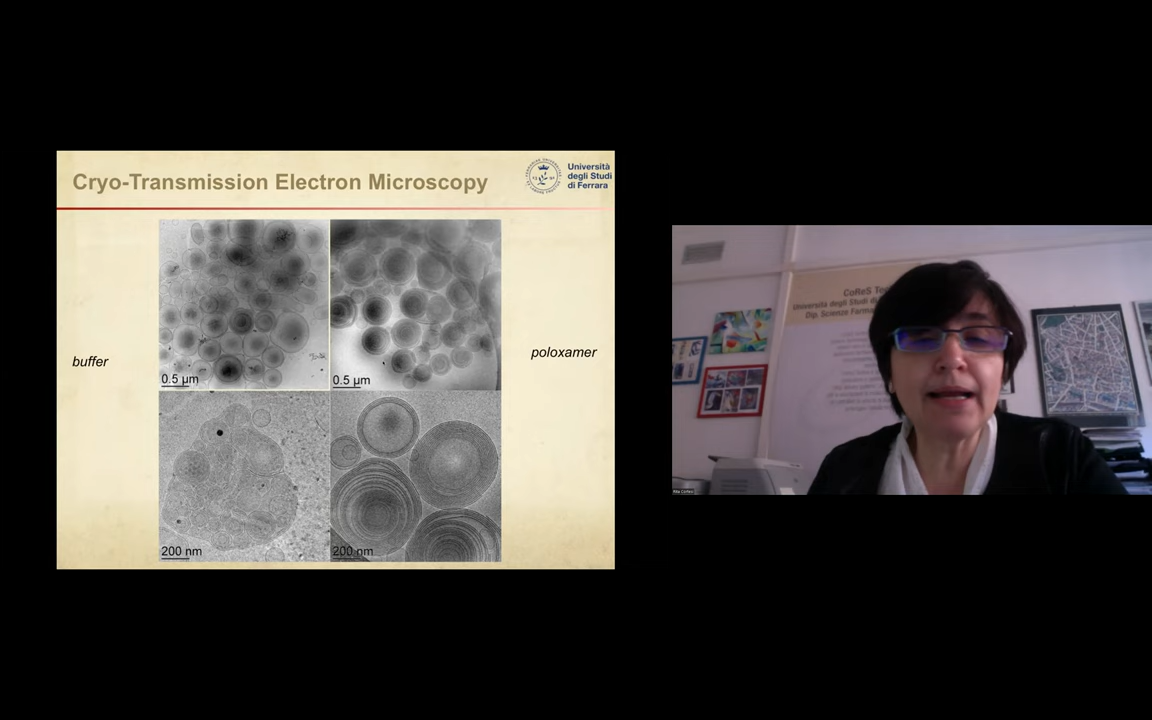 Cryo-Transmission Electron Microscopy
Università
degli Studi
di Ferrara
buffer
poloxamer
0.5 µm
0.5 µm
200 nm
200 nm
CoReS
Università degli Studi di
Dip. Scienze